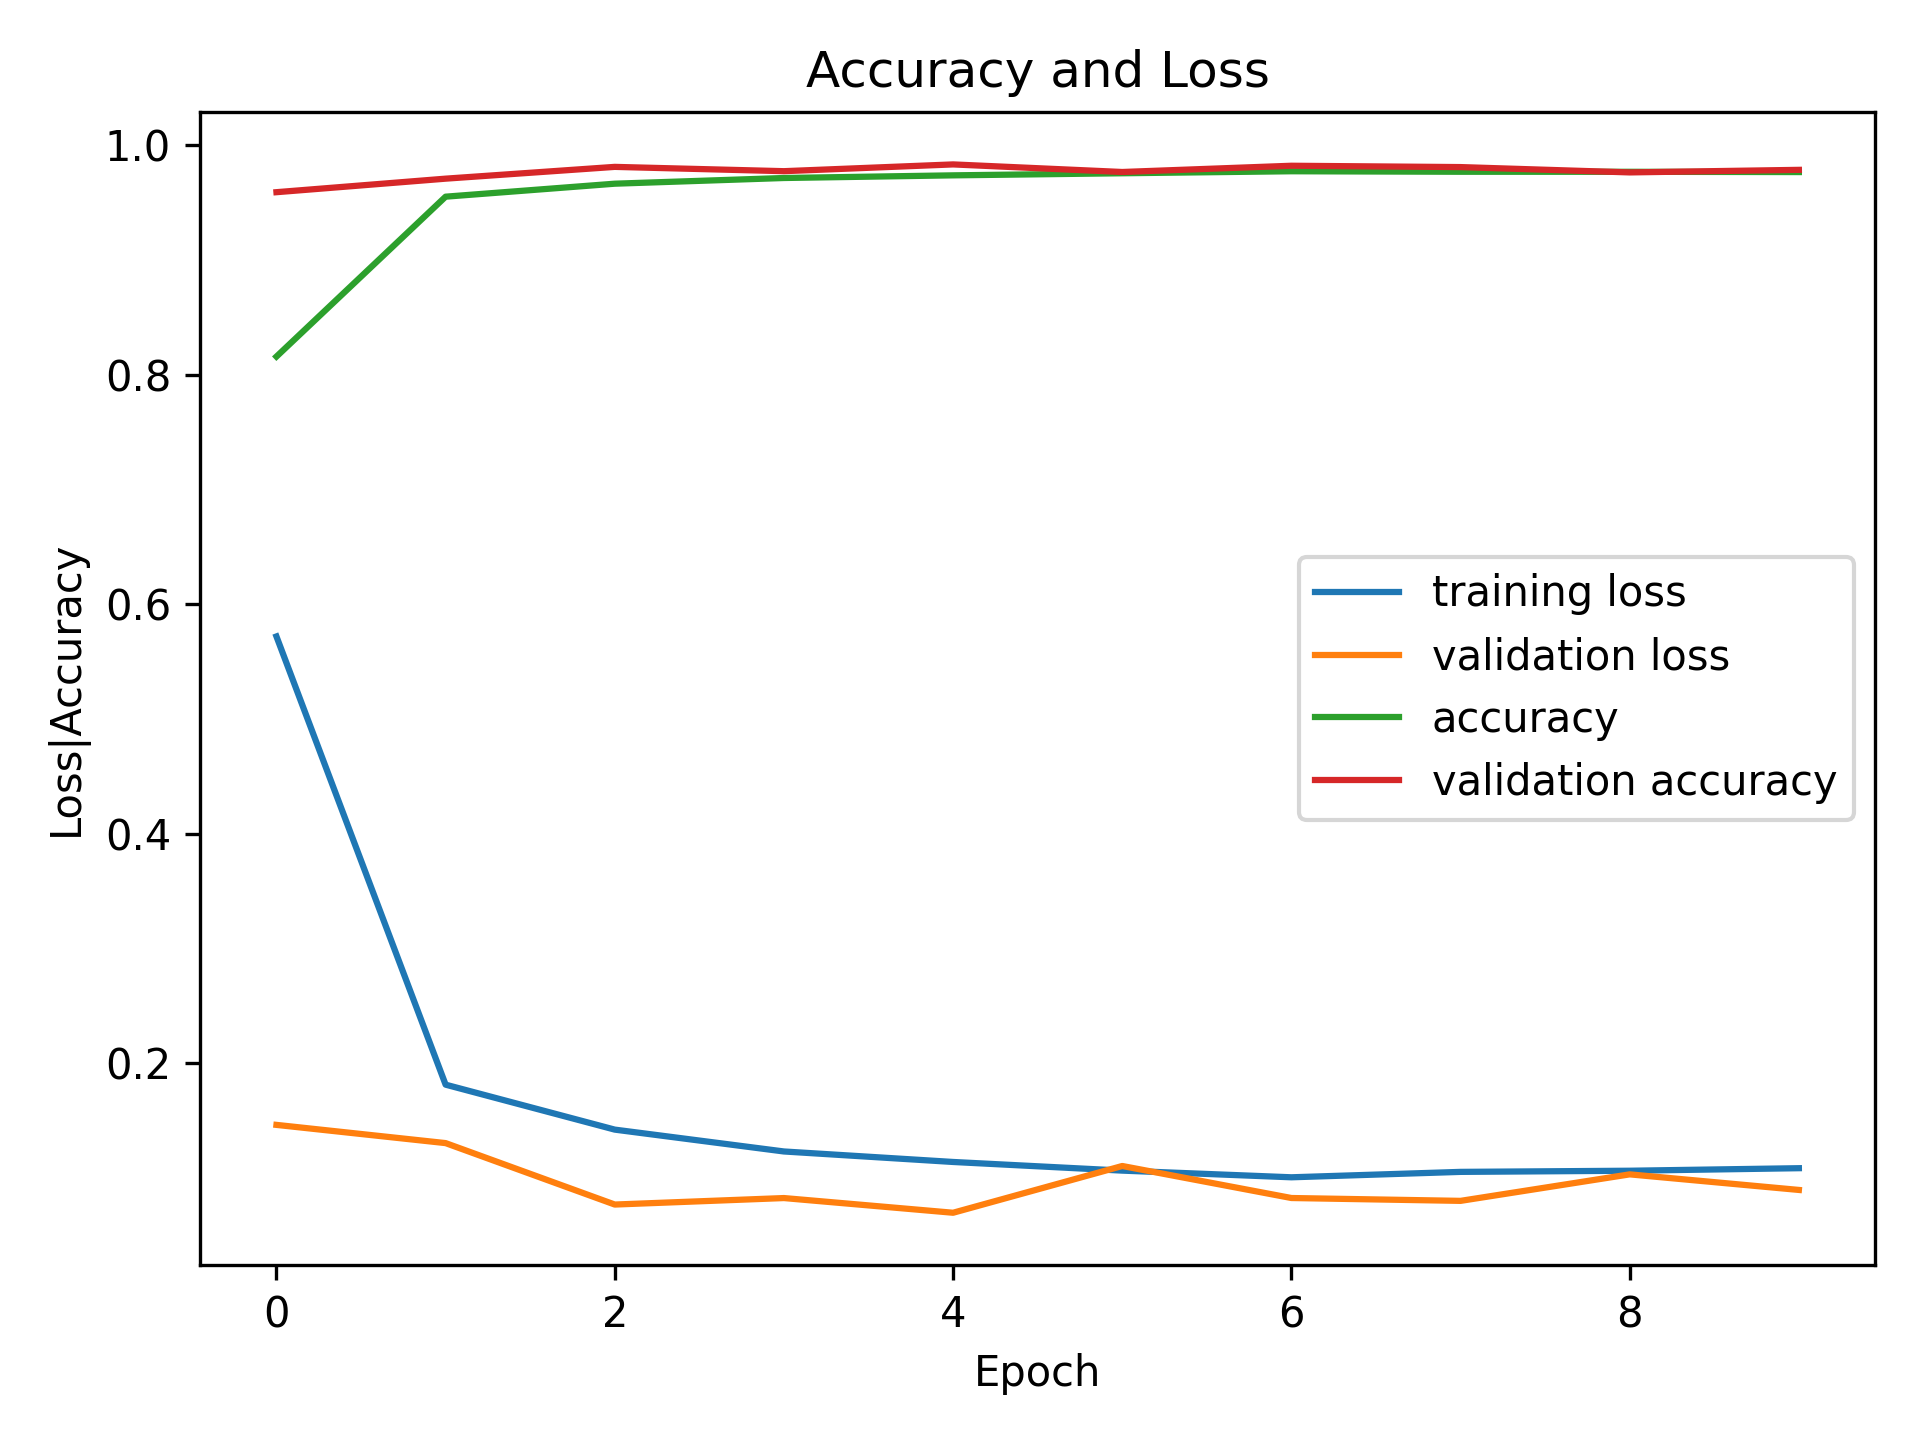 Accuracy and Loss
1.0
0.8
0.6
0.4
0.2
Loss|Accuracy
training loss
validation loss
accuracy
validation accuracy
0 2 4 6 8
Epoch